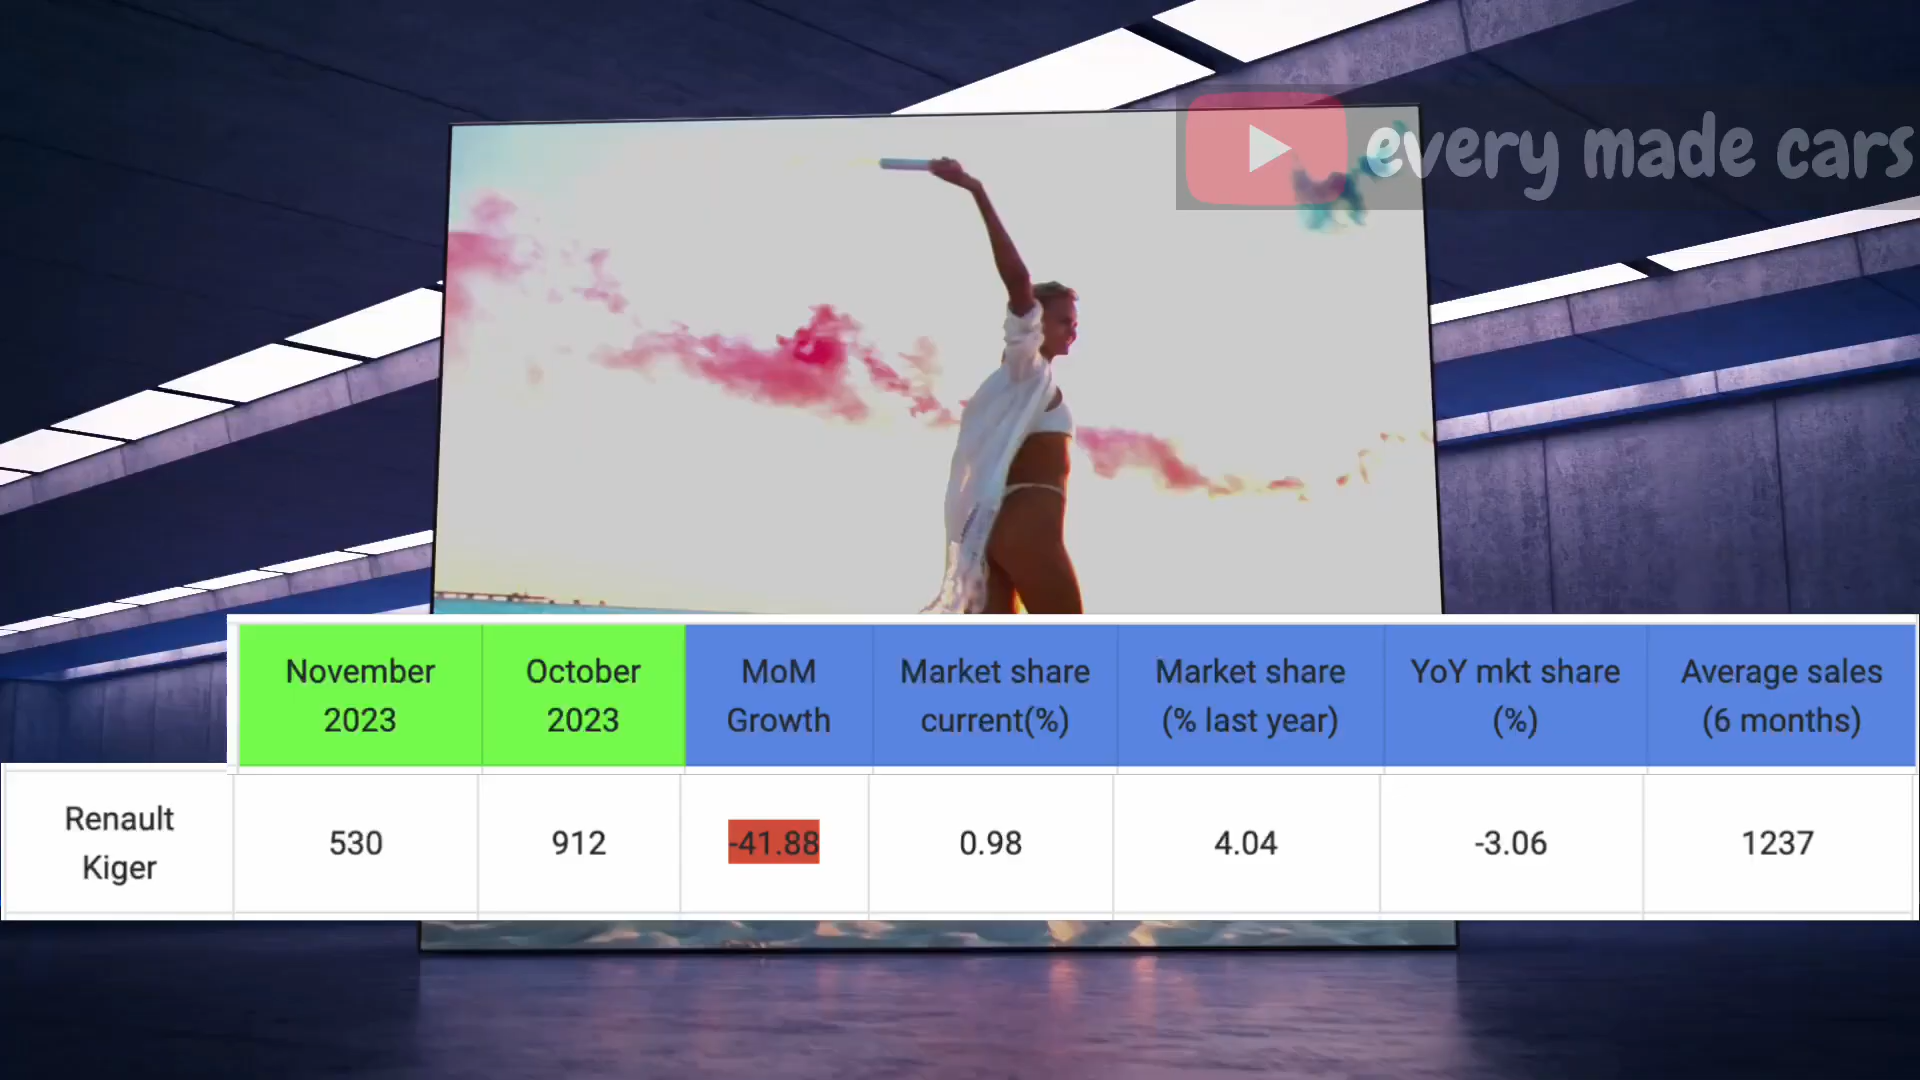 every made cars
November
2023
October
2023
MoM
Growth
Market share
current(%)
Market share
(% last year)
YoY mkt share
(%)
Average sales
(6 months)
Renault
Kiger
530
912
-41.88
0.98
4.04
-3.06
1237